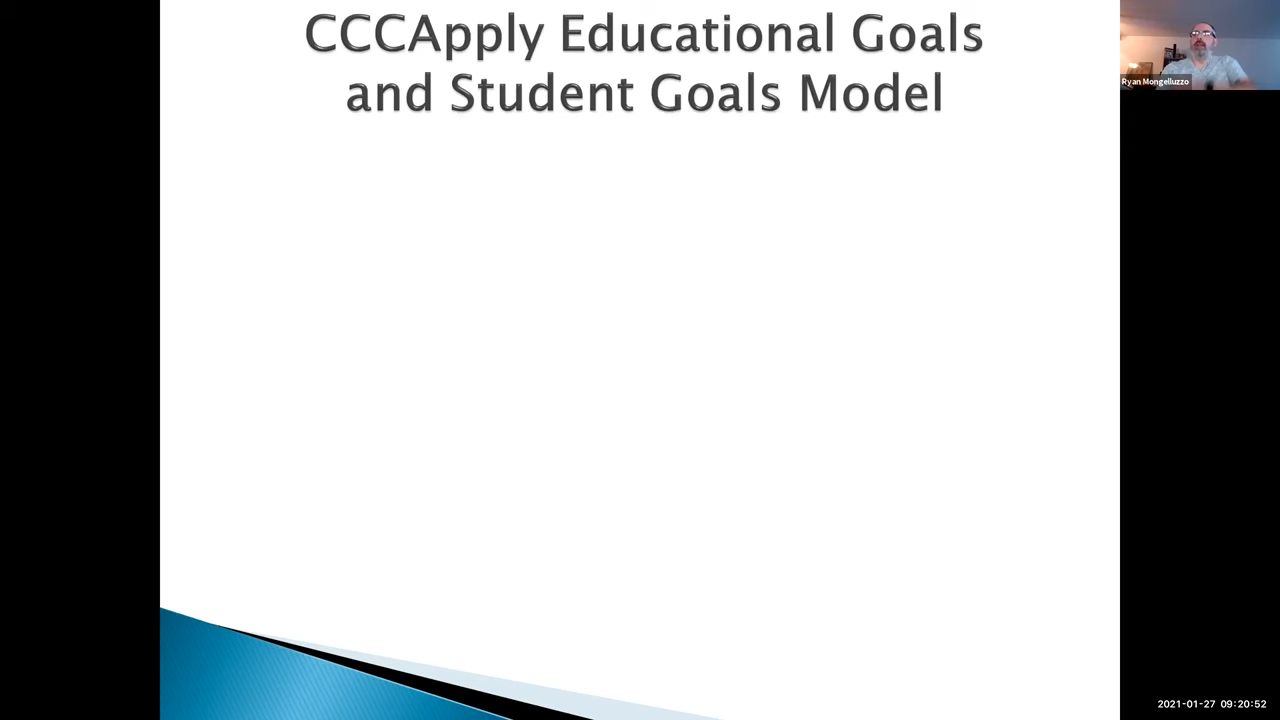 CCCApply Educational Goals
and Student Goals Model
Ryan Mongelluzzo
2021-01-27 09:20:52